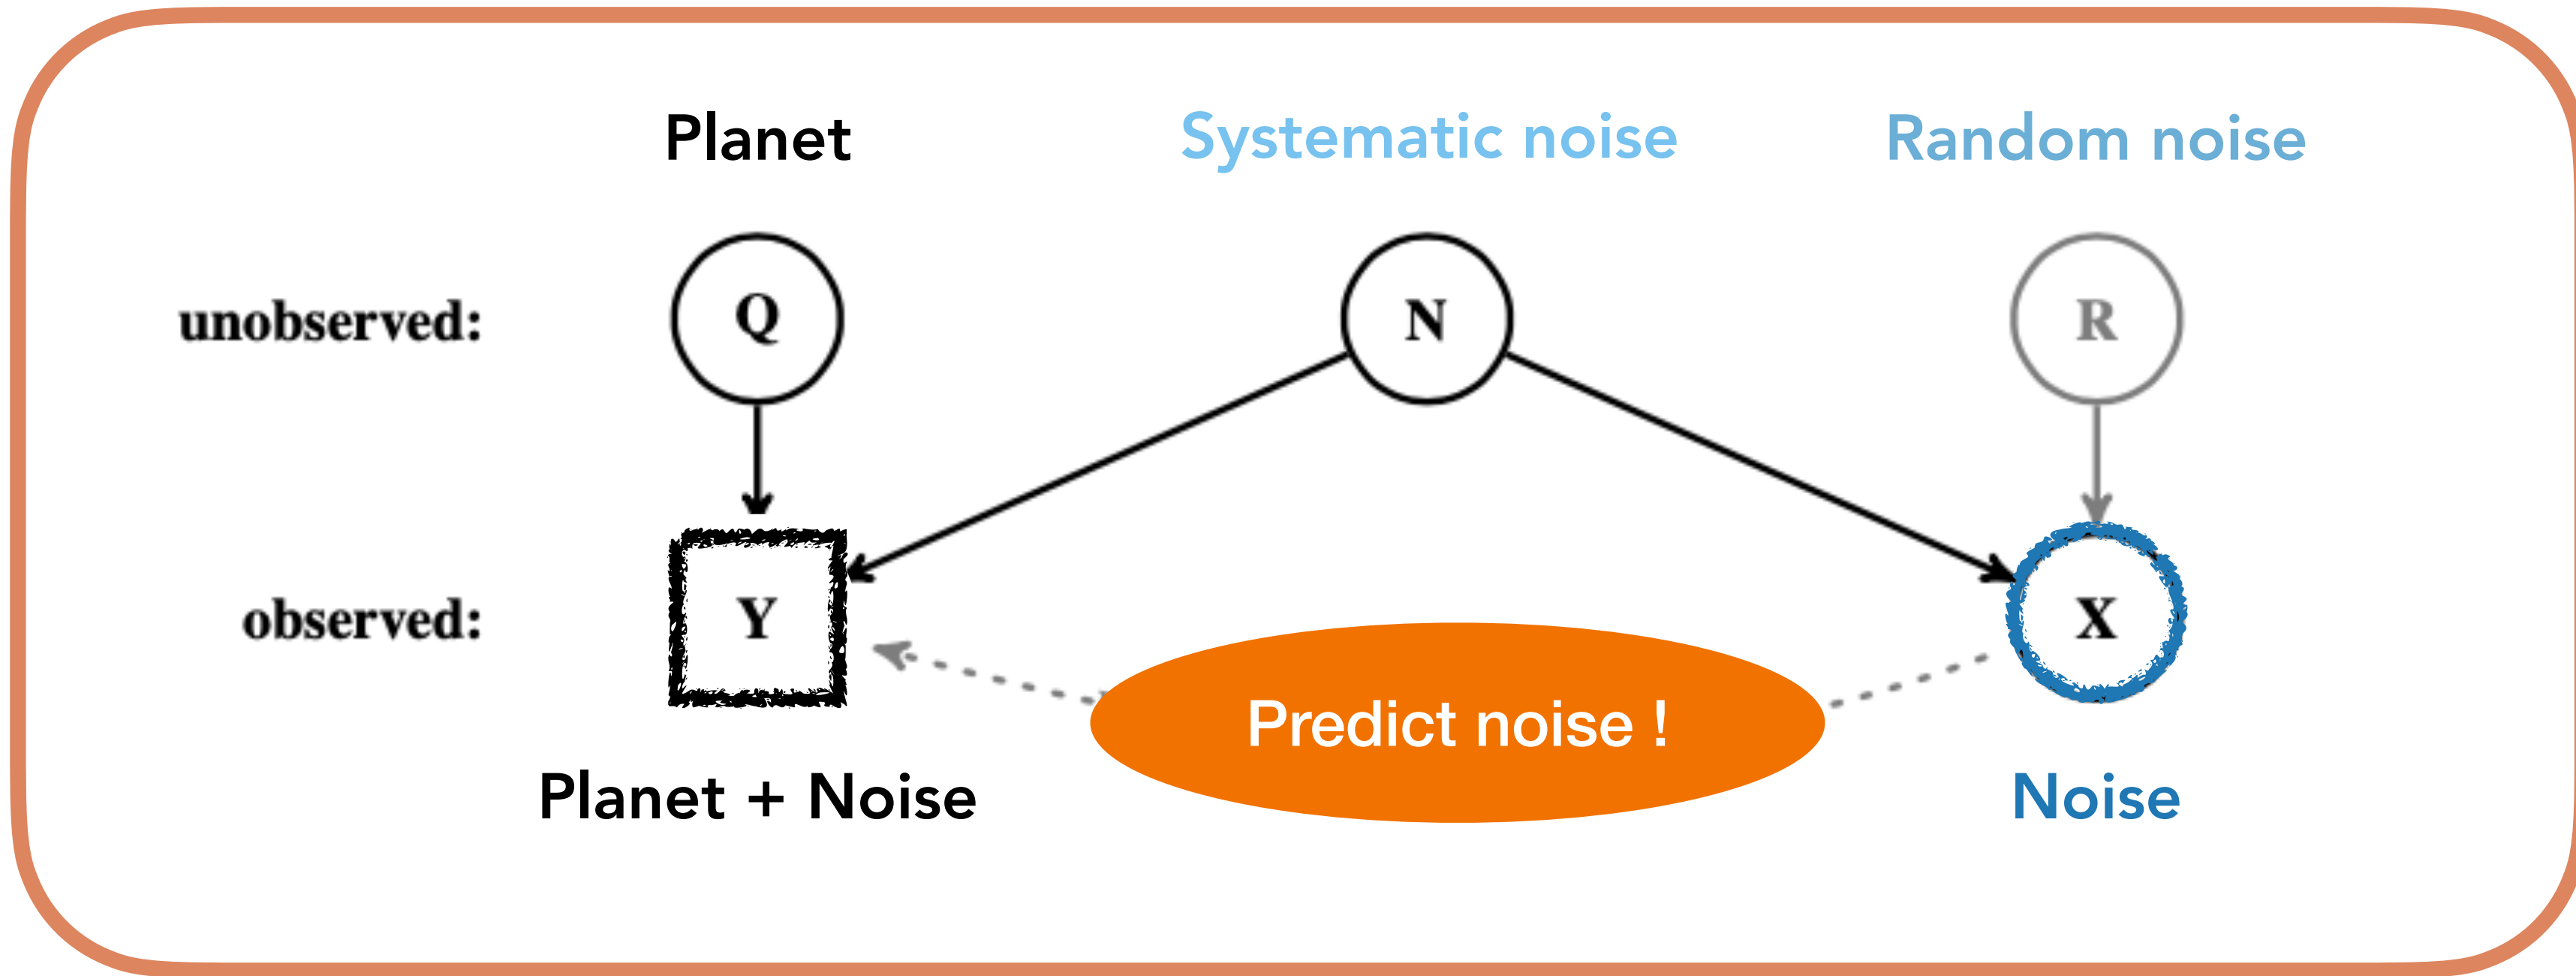 Planet
Systematic noise
Random noise
unobserved:
Q
N
R
observed:
Y
X
Predict noise !
Planet + Noise
Noise